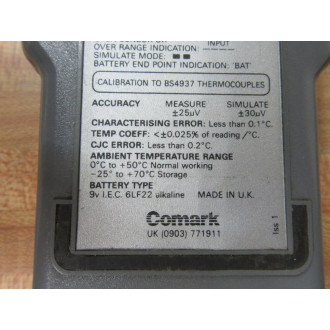 OVER RANGE INDICATION: ---- INPUT
SIMULATE MODE: ■ ■
BATTERY END POINT INDICATION: 'BAT'
CALIBRATION TO BS4937 THERMOCOUPLES
ACCURACY MEASURE SIMULATE
±25µV ±30µV
CHARACTERISING ERROR: Less than 0.1°C.
TEMP COEFF: <±0.025% of reading /°C.
CJC ERROR: Less than 0.2°C.
AMBIENT TEMPERATURE RANGE
0°C to +50°C Normal working
-25° to +70°C Storage
BATTERY TYPE
9v I.E.C. 6LF22 alkaline MADE IN U.K.
Comark
UK (0903) 771911
Iss 1